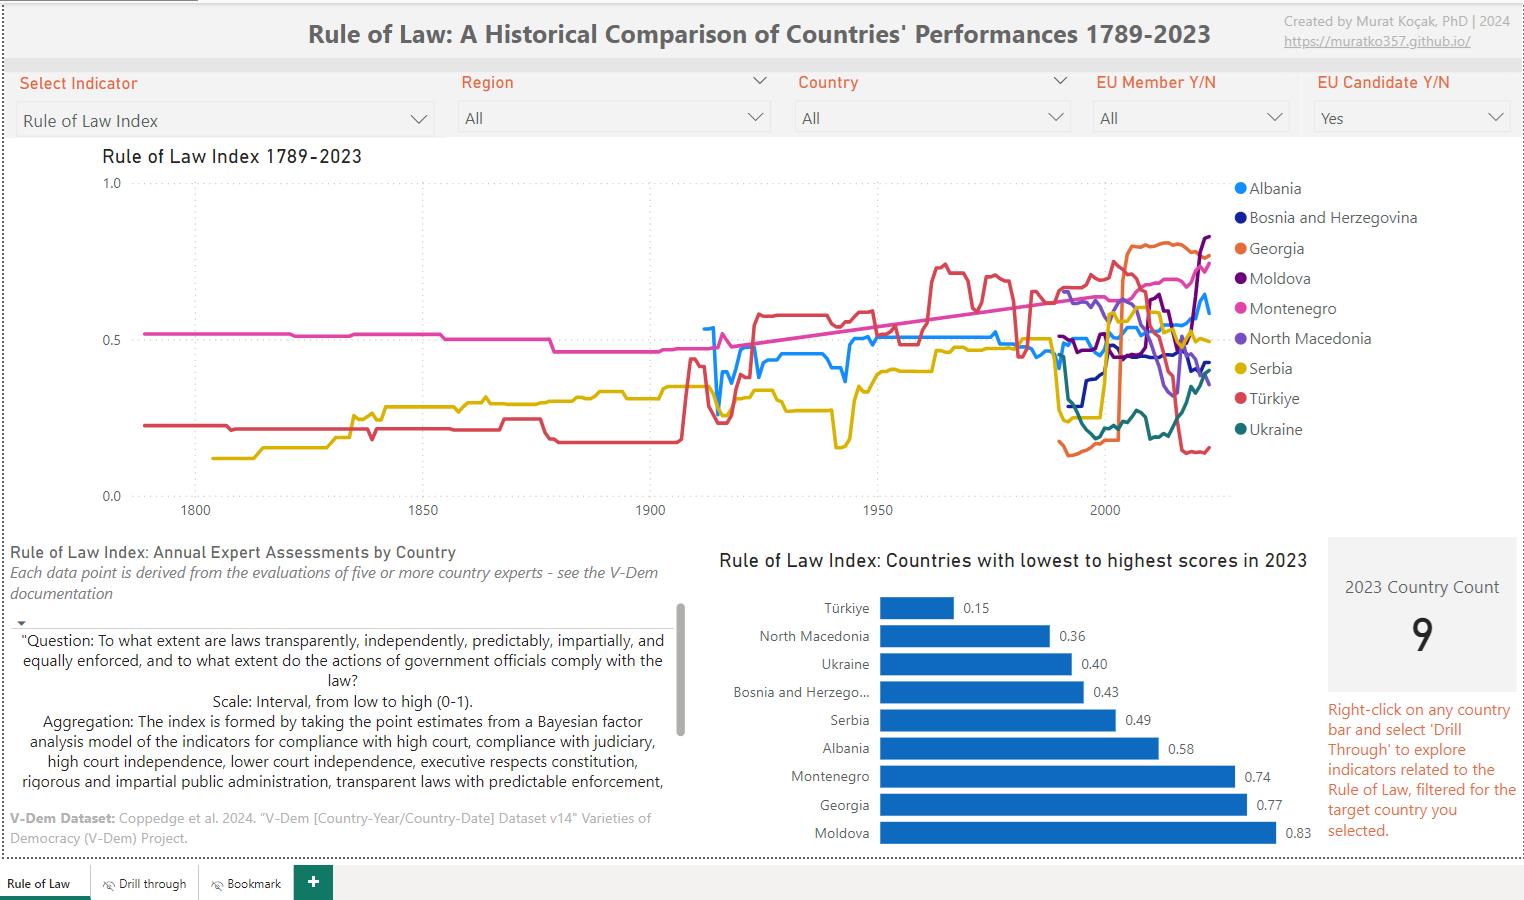 Rule of Law: A Historical Comparison of Countries' Performances 1789-2023
Created by Murat Koçak, PhD | 2024
https://muratko357.github.io/
Select Indicator
Rule of Law Index
Region
All
Country
All
EU Member Y/N
All
EU Candidate Y/N
Yes
Rule of Law Index 1789-2023
1.0
0.5
0.0
1800
1850
1900
1950
2000
Albania
Bosnia and Herzegovina
Georgia
Moldova
Montenegro
North Macedonia
Serbia
Türkiye
Ukraine
Rule of Law Index: Annual Expert Assessments by Country
Each data point is derived from the evaluations of five or more country experts - see the V-Dem
documentation
"Question: To what extent are laws transparently, independently, predictably, impartially, and
equally enforced, and to what extent do the actions of government officials comply with the
law?
Scale: Interval, from low to high (0-1).
Aggregation: The index is formed by taking the point estimates from a Bayesian factor
analysis model of the indicators for compliance with high court, compliance with judiciary,
high court independence, lower court independence, executive respects constitution,
rigorous and impartial public administration, transparent laws with predictable enforcement,
V-Dem Dataset: Coppedge et al. 2024. "V-Dem [Country-Year/Country-Date] Dataset v14" Varieties of
Democracy (V-Dem) Project.
Rule of Law Index: Countries with lowest to highest scores in 2023
Türkiye 0.15
North Macedonia 0.36
Ukraine 0.40
Bosnia and Herzego... 0.43
Serbia 0.49
Albania 0.58
Montenegro 0.74
Georgia 0.77
Moldova 0.83
2023 Country Count
9
Right-click on any country
bar and select 'Drill
Through' to explore
indicators related to the
Rule of Law, filtered for the
target country you
selected.
Rule of Law
Drill through
Bookmark
+